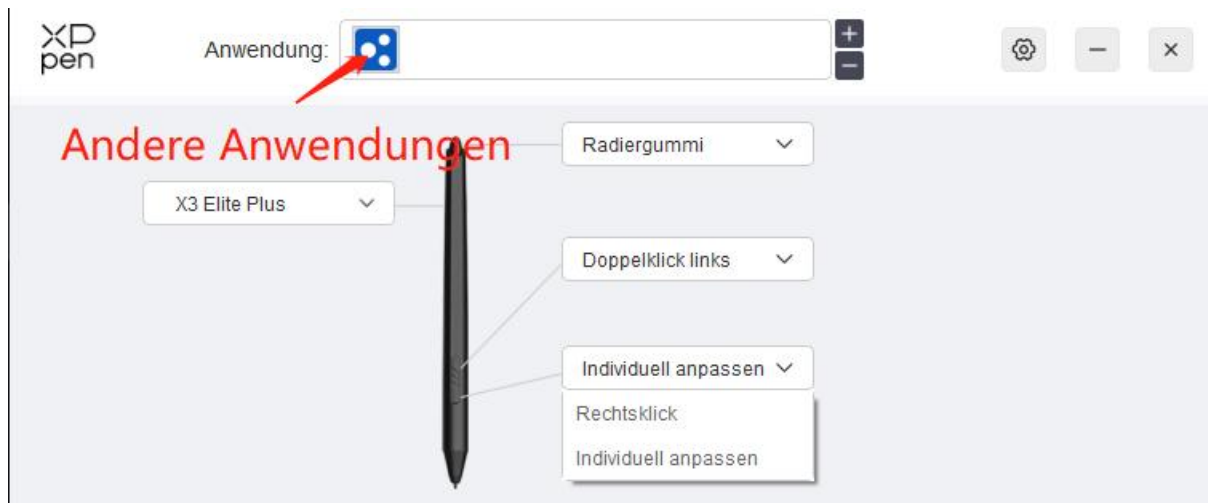 XP
pen
Anwendung:
Andere Anwendungen
Radiergummi
X3 Elite Plus
Doppelklick links
Individuell anpassen
Rechtsklick
Individuell anpassen